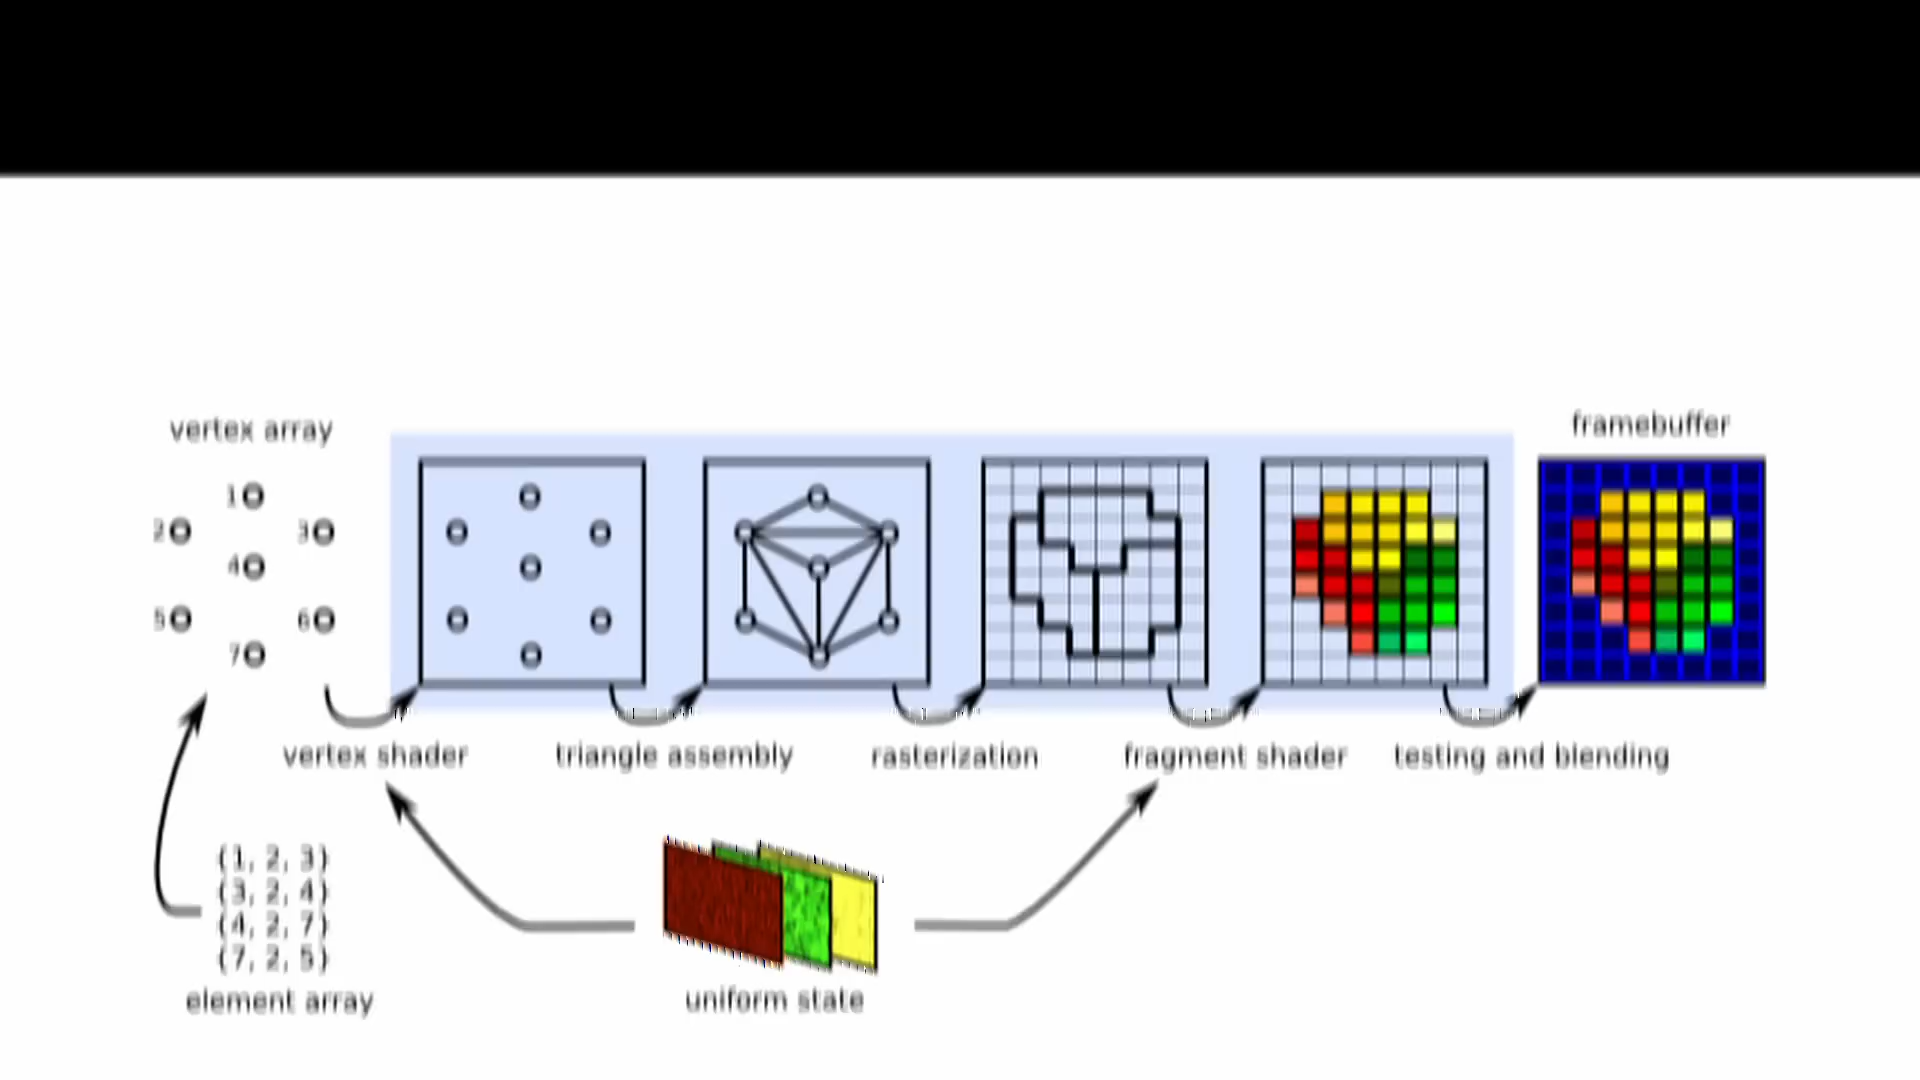 vertex array
framebuffer
1
2
3
4
5
6
7
vertex shader
triangle assembly
rasterization
fragment shader
testing and blending
{1, 2, 3}
{3, 2, 4}
{4, 2, 7}
{7, 2, 5}
element array
uniform state